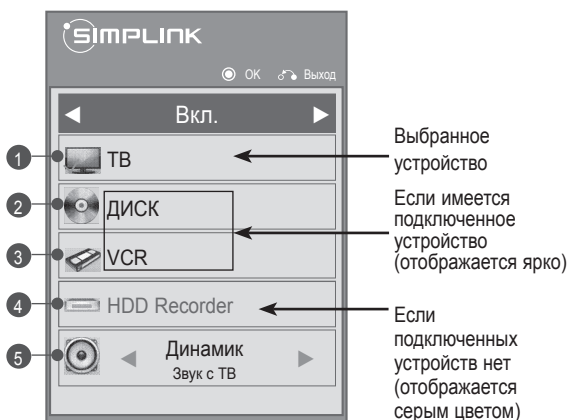 SIMPLINK
OK Выход
Вкл.
1 ТВ
2 ДИСК
3 VCR
4 HDD Recorder
5 Динамик
Звук с ТВ
Выбранное
устройство
Если имеется
подключенное
устройство
(отображается ярко)
Если
подключенных
устройств нет
(отображается
серым цветом)